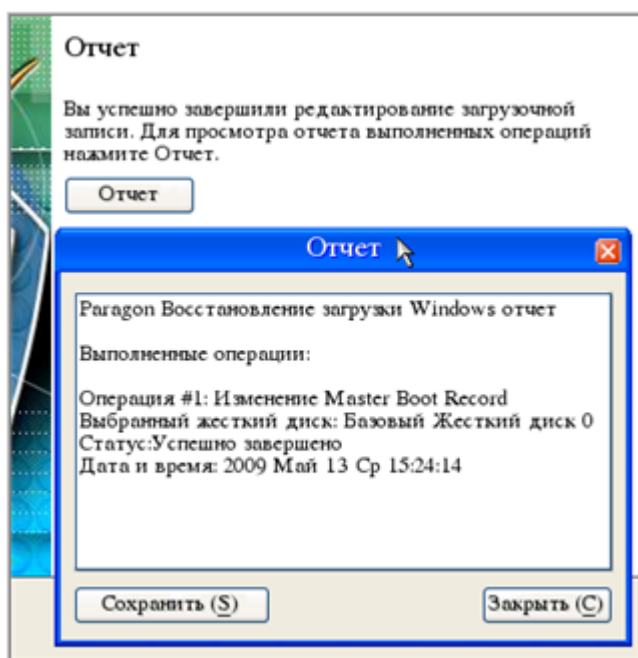 Отчет
Вы успешно завершили редактирование загрузочной
записи. Для просмотра отчета выполненных операций
нажмите Отчет.
Отчет
Отчет
Paragon Восстановление загрузки Windows отчет
Выполненные операции:
Операция #1: Изменение Master Boot Record
Выбранный жесткий диск: Базовый Жесткий диск 0
Статус:Успешно завершено
Дата и время: 2009 Май 13 Ср 15:24:14
Сохранить (S)
Закрыть (C)